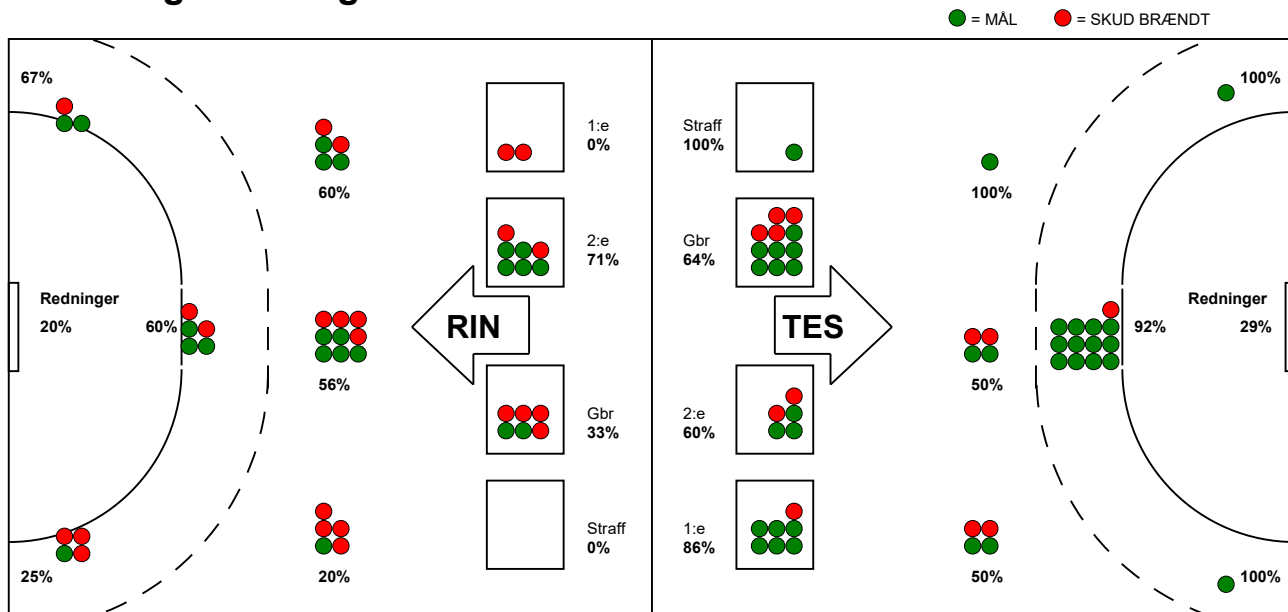 = MÅL = SKUD BRÆNDT
67%
60%
Redninger
20%
60%
56%
25%
20%
1:e
0%
2:e
71%
RIN
Gbr
33%
Straff
0%
Straff
100%
Gbr
64%
TES
2:e
60%
1:e
86%
100%
100%
Redninger
92%
29%
50%
50%
100%